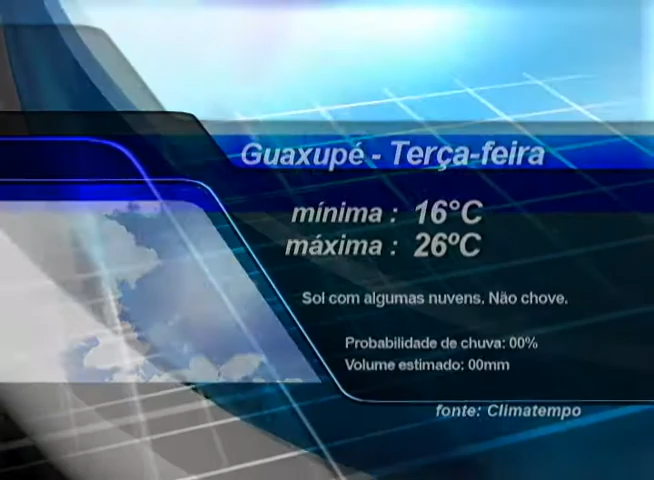 Guaxupé - Terça-feira
mínima : 16°C
máxima : 26ºC
Sol com algumas nuvens. Não chove.
Probabilidade de chuva: 00%
Volume estimado: 00mm
fonte: Climatempo